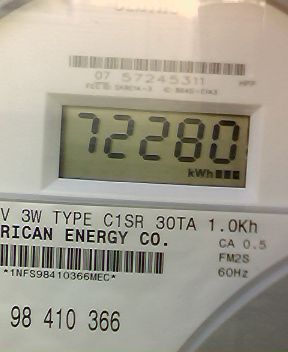 07 57245311
72280
kWh
V 3W TYPE C1SR 30TA 1.0Kh
RICAN ENERGY CO.
CA 0.5
FM2S
60Hz
*1NFS98410366MEC*
98 410 366